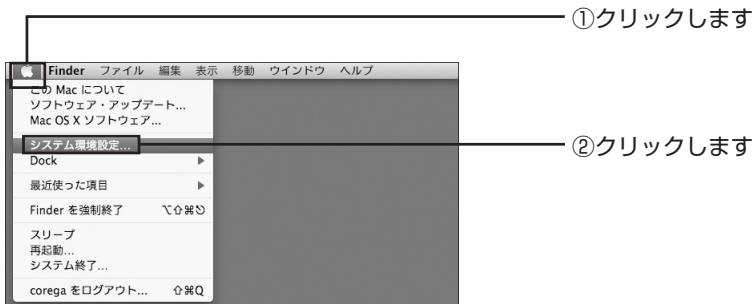 ①クリックします
Finder ファイル 編集 表示 移動 ウインドウ ヘルプ
この Mac について
ソフトウェア・アップデート...
Mac OS X ソフトウェア...
システム環境設定...
②クリックします
Dock ▶
最近使った項目 ▶
Finder を強制終了 ⌥⇧⌘⎋
スリープ
再起動...
システム終了...
corega をログアウト... ⇧⌘Q